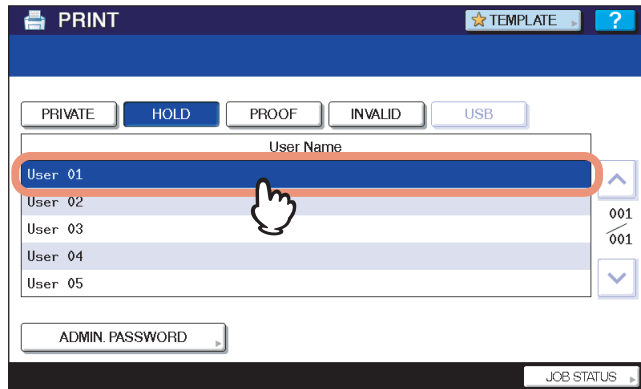 PRINT
TEMPLATE
?
PRIVATE HOLD PROOF INVALID USB
User Name
User 01
User 02
User 03
User 04
User 05
001
001
ADMIN. PASSWORD
JOB STATUS